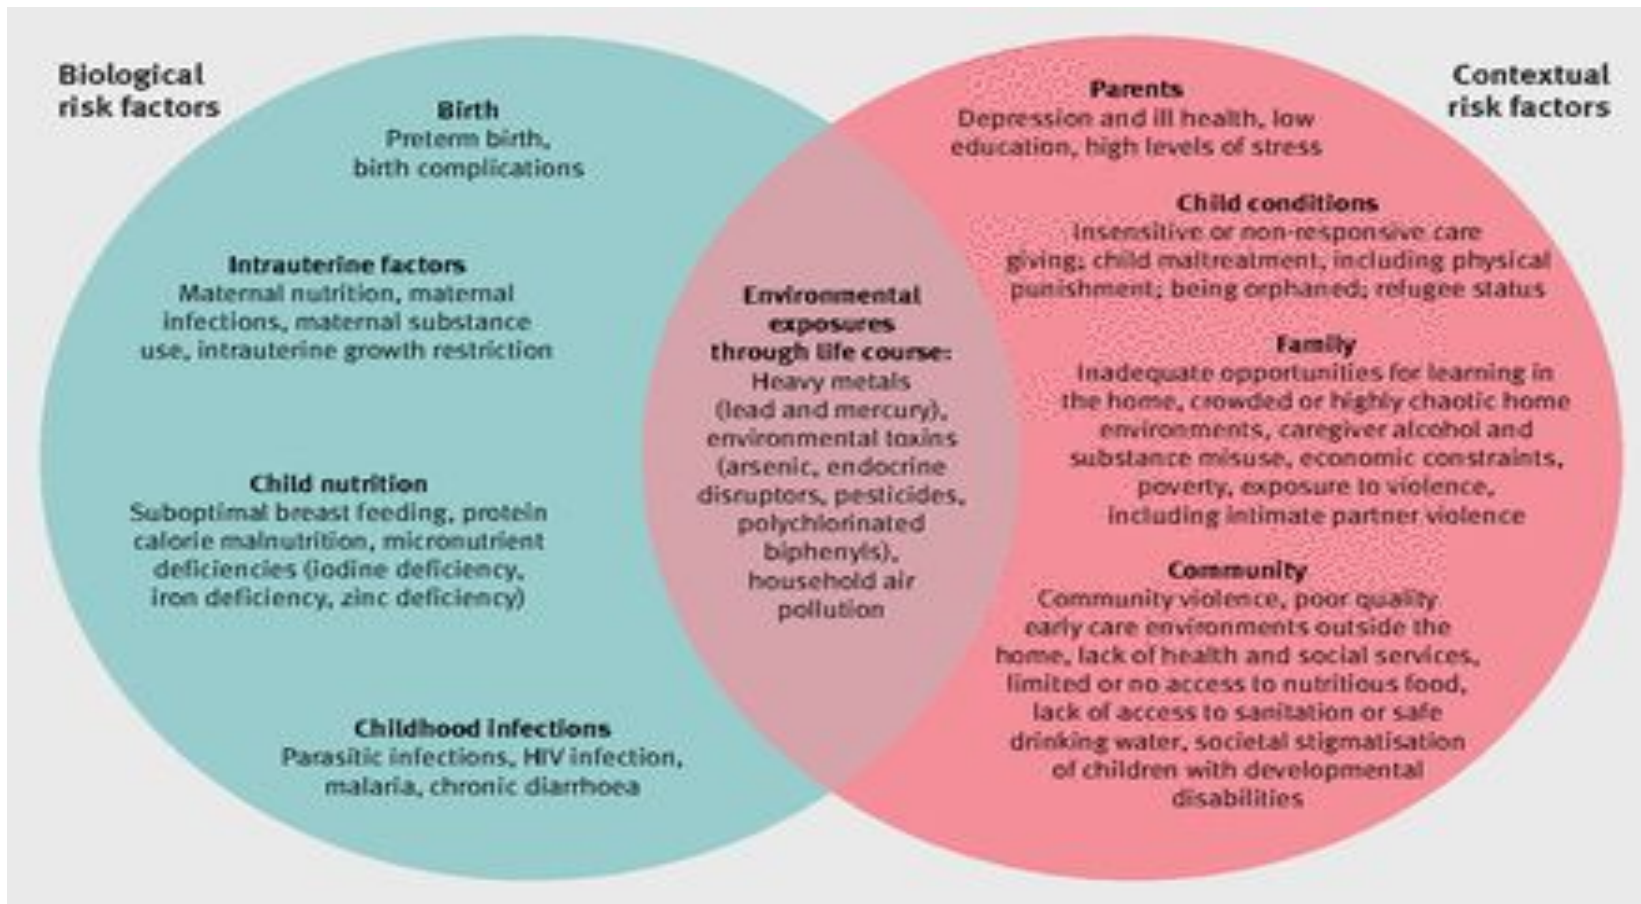 Biological
risk factors
Birth
Preterm birth,
birth complications
Intrauterine factors
Maternal nutrition, maternal
infections, maternal substance
use, intrauterine growth restriction
Child nutrition
Suboptimal breast feeding, protein
calorie malnutrition, micronutrient
deficiencies (iodine deficiency,
iron deficiency, zinc deficiency)
Childhood infections
Parasitic infections, HIV infection,
malaria, chronic diarrhoea
Environmental
exposures
through life course:
Heavy metals
(lead and mercury),
environmental toxins
(arsenic, endocrine
disruptors, pesticides,
polychlorinated
biphenyls),
household air
pollution
Contextual
risk factors
Parents
Depression and ill health, low
education, high levels of stress
Child conditions
Insensitive or non-responsive care
giving; child maltreatment, including physical
punishment; being orphaned; refugee status
Family
Inadequate opportunities for learning in
the home, crowded or highly chaotic home
environments, caregiver alcohol and
substance misuse, economic constraints,
poverty, exposure to violence,
including intimate partner violence
Community
Community violence, poor quality
early care environments outside the
home, lack of health and social services,
limited or no access to nutritious food,
lack of access to sanitation or safe
drinking water, societal stigmatisation
of children with developmental
disabilities